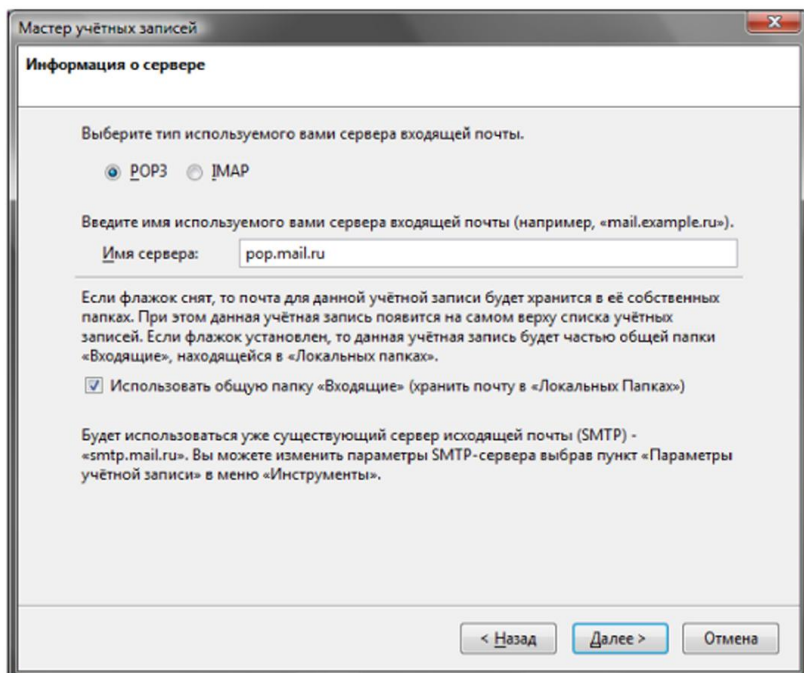 Мастер учётных записей
Информация о сервере
Выберите тип используемого вами сервера входящей почты.
POP3 IMAP
Введите имя используемого вами сервера входящей почты (например, «mail.example.ru»).
Имя сервера: pop.mail.ru
Если флажок снят, то почта для данной учётной записи будет хранится в её собственных
папках. При этом данная учётная запись появится на самом верху списка учётных
записей. Если флажок установлен, то данная учётная запись будет частью общей папки
«Входящие», находящейся в «Локальных папках».
Использовать общую папку «Входящие» (хранить почту в «Локальных Папках»)
Будет использоваться уже существующий сервер исходящей почты (SMTP) -
«smtp.mail.ru». Вы можете изменить параметры SMTP-сервера выбрав пункт «Параметры
учётной записи» в меню «Инструменты».
< Назад Далее > Отмена